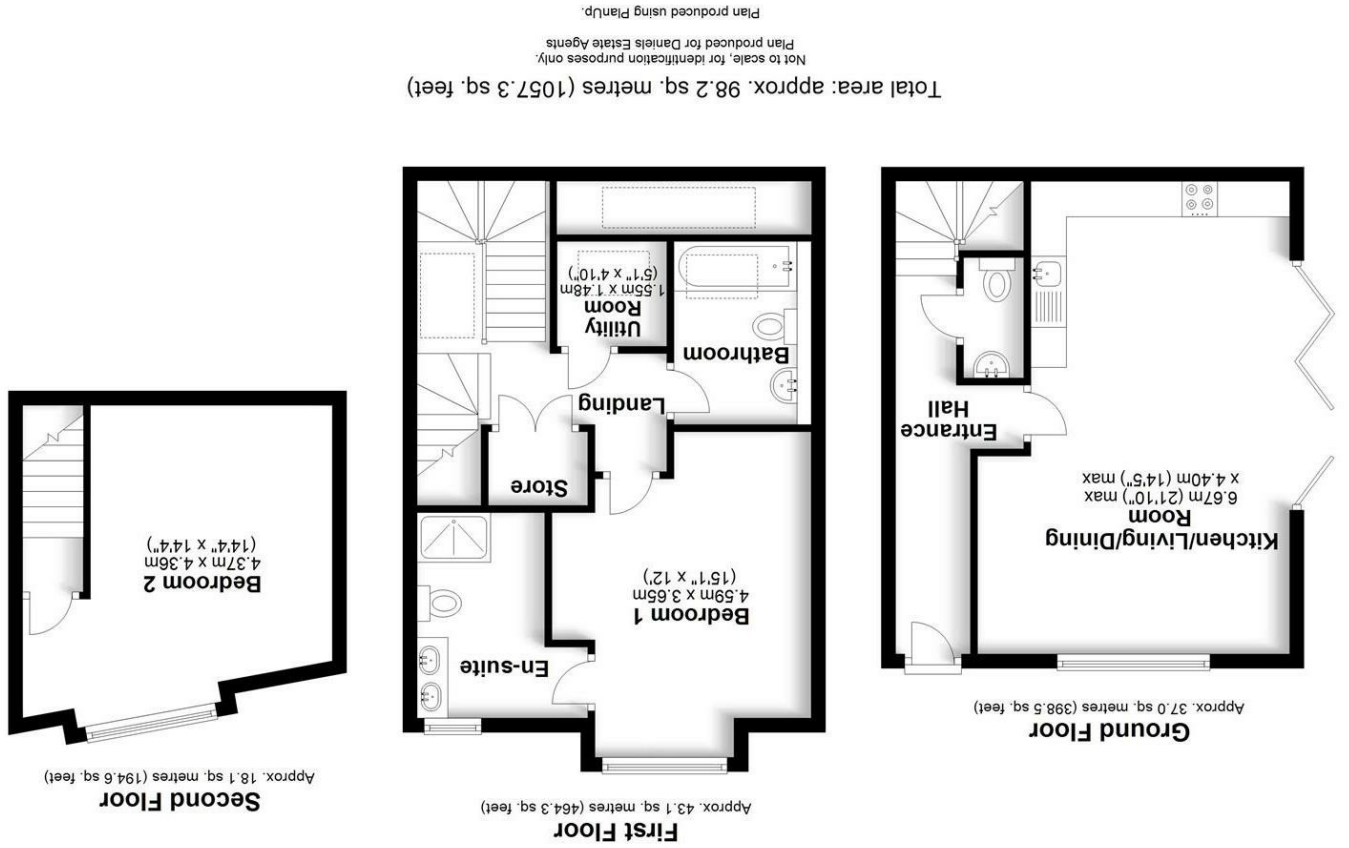 Ground Floor
Approx. 37.0 sq. metres (398.5 sq. feet)
Kitchen/Living/Dining
Room
6.67m (21'10") max
x 4.40m (14'5") max
Entrance
Hall
First Floor
Approx. 43.1 sq. metres (464.3 sq. feet)
Bedroom 1
4.59m x 3.65m
(15'1" x 12')
En-suite
Store
Landing
Bathroom
Utility
Room
1.55m x 1.48m
(5'1" x 4'10")
Second Floor
Approx. 18.1 sq. metres (194.6 sq. feet)
Bedroom 2
4.37m x 4.36m
(14'4" x 14'4")
Total area: approx. 98.2 sq. metres (1057.3 sq. feet)
Not to scale, for identification purposes only.
Plan produced for Daniels Estate Agents
Plan produced using PlanUp.